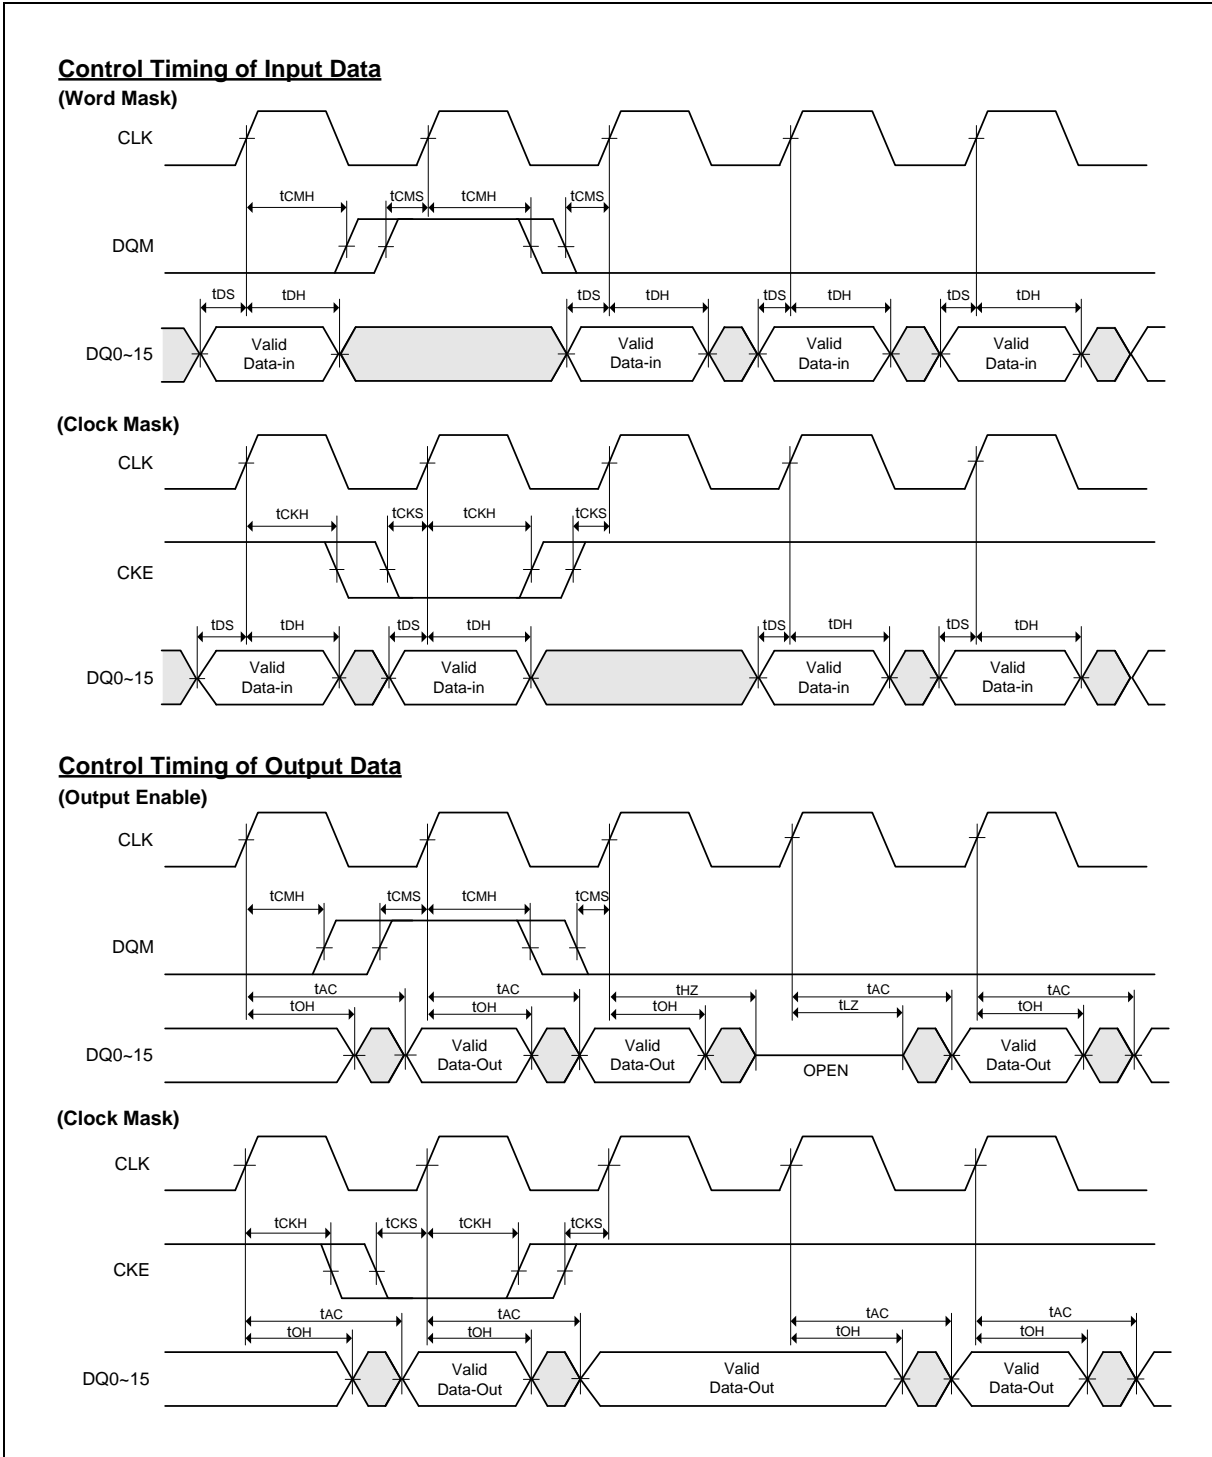 Control Timing of Input Data
(Word Mask)
CLK
tCMH tCMS tCMH tCMS
DQM
tDS tDH tDS tDH tDS tDH tDS tDH
DQ0~15
Valid Data-in
Valid Data-in
Valid Data-in
Valid Data-in
(Clock Mask)
CLK
tCKH tCKS tCKH tCKS
CKE
tDS tDH tDS tDH tDS tDH tDS tDH
DQ0~15
Valid Data-in
Valid Data-in
Valid Data-in
Valid Data-in
Control Timing of Output Data
(Output Enable)
CLK
tCMH tCMS tCMH tCMS
DQM
tAC tAC tHZ tAC tAC
tOH tOH tOH tLZ tOH
DQ0~15
Valid Data-Out
Valid Data-Out
OPEN
Valid Data-Out
(Clock Mask)
CLK
tCKH tCKS tCKH tCKS
CKE
tAC tAC tAC tAC
tOH tOH tOH tOH
DQ0~15
Valid Data-Out
Valid Data-Out
Valid Data-Out